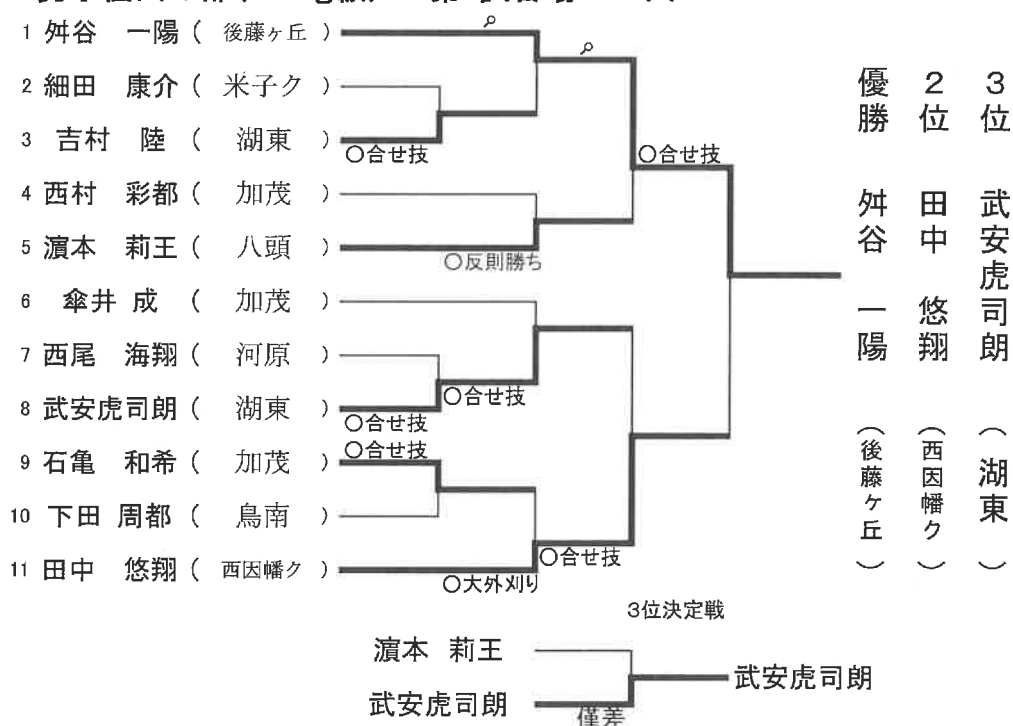 1 舛谷 一陽 ( 後藤ヶ丘 )
2 細田 康介 ( 米子ク )
3 吉村 陸 ( 湖東 )
○合せ技
○合せ技
4 西村 彩都 ( 加茂 )
5 濵本 莉王 ( 八頭 )
○反則勝ち
6 傘井 成 ( 加茂 )
7 西尾 海翔 ( 河原 )
○合せ技
8 武安虎司朗 ( 湖東 )
○合せ技
○合せ技
9 石亀 和希 ( 加茂 )
10 下田 周都 ( 鳥南 )
○合せ技
11 田中 悠翔 ( 西因幡ク )
○大外刈り
優勝 舛谷 一陽 (後藤ヶ丘)
2位 田中 悠翔 (西因幡ク)
3位 武安虎司朗 (湖東)
3位決定戦
濵本 莉王
武安虎司朗
武安虎司朗
僅差